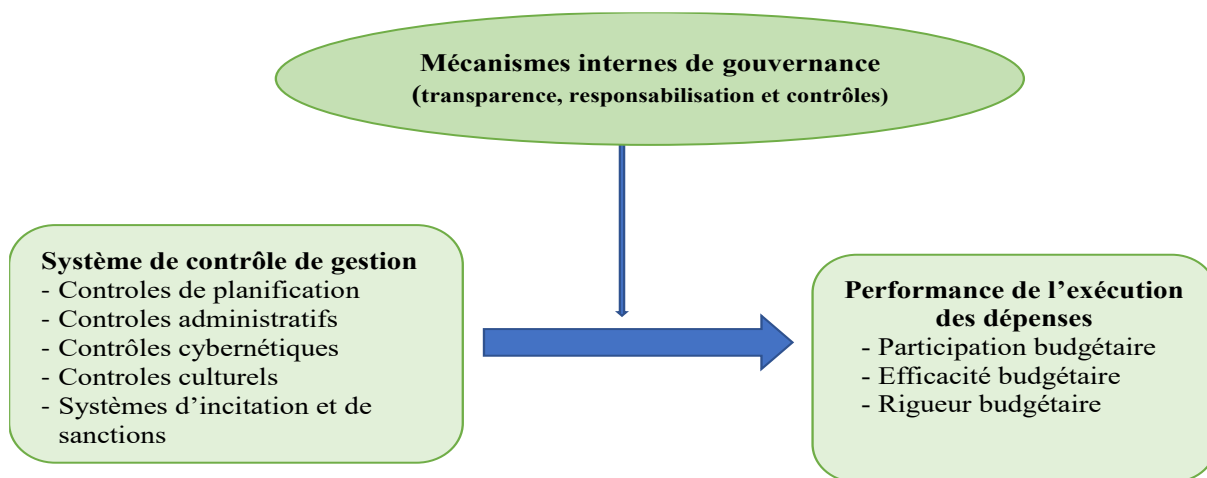 Mécanismes internes de gouvernance
(transparence, responsabilisation et contrôles)
Système de contrôle de gestion
- Controles de planification
- Controles administratifs
- Contrôles cybernétiques
- Controles culturels
- Systèmes d’incitation et de
sanctions
Performance de l’exécution
des dépenses
- Participation budgétaire
- Efficacité budgétaire
- Rigueur budgétaire